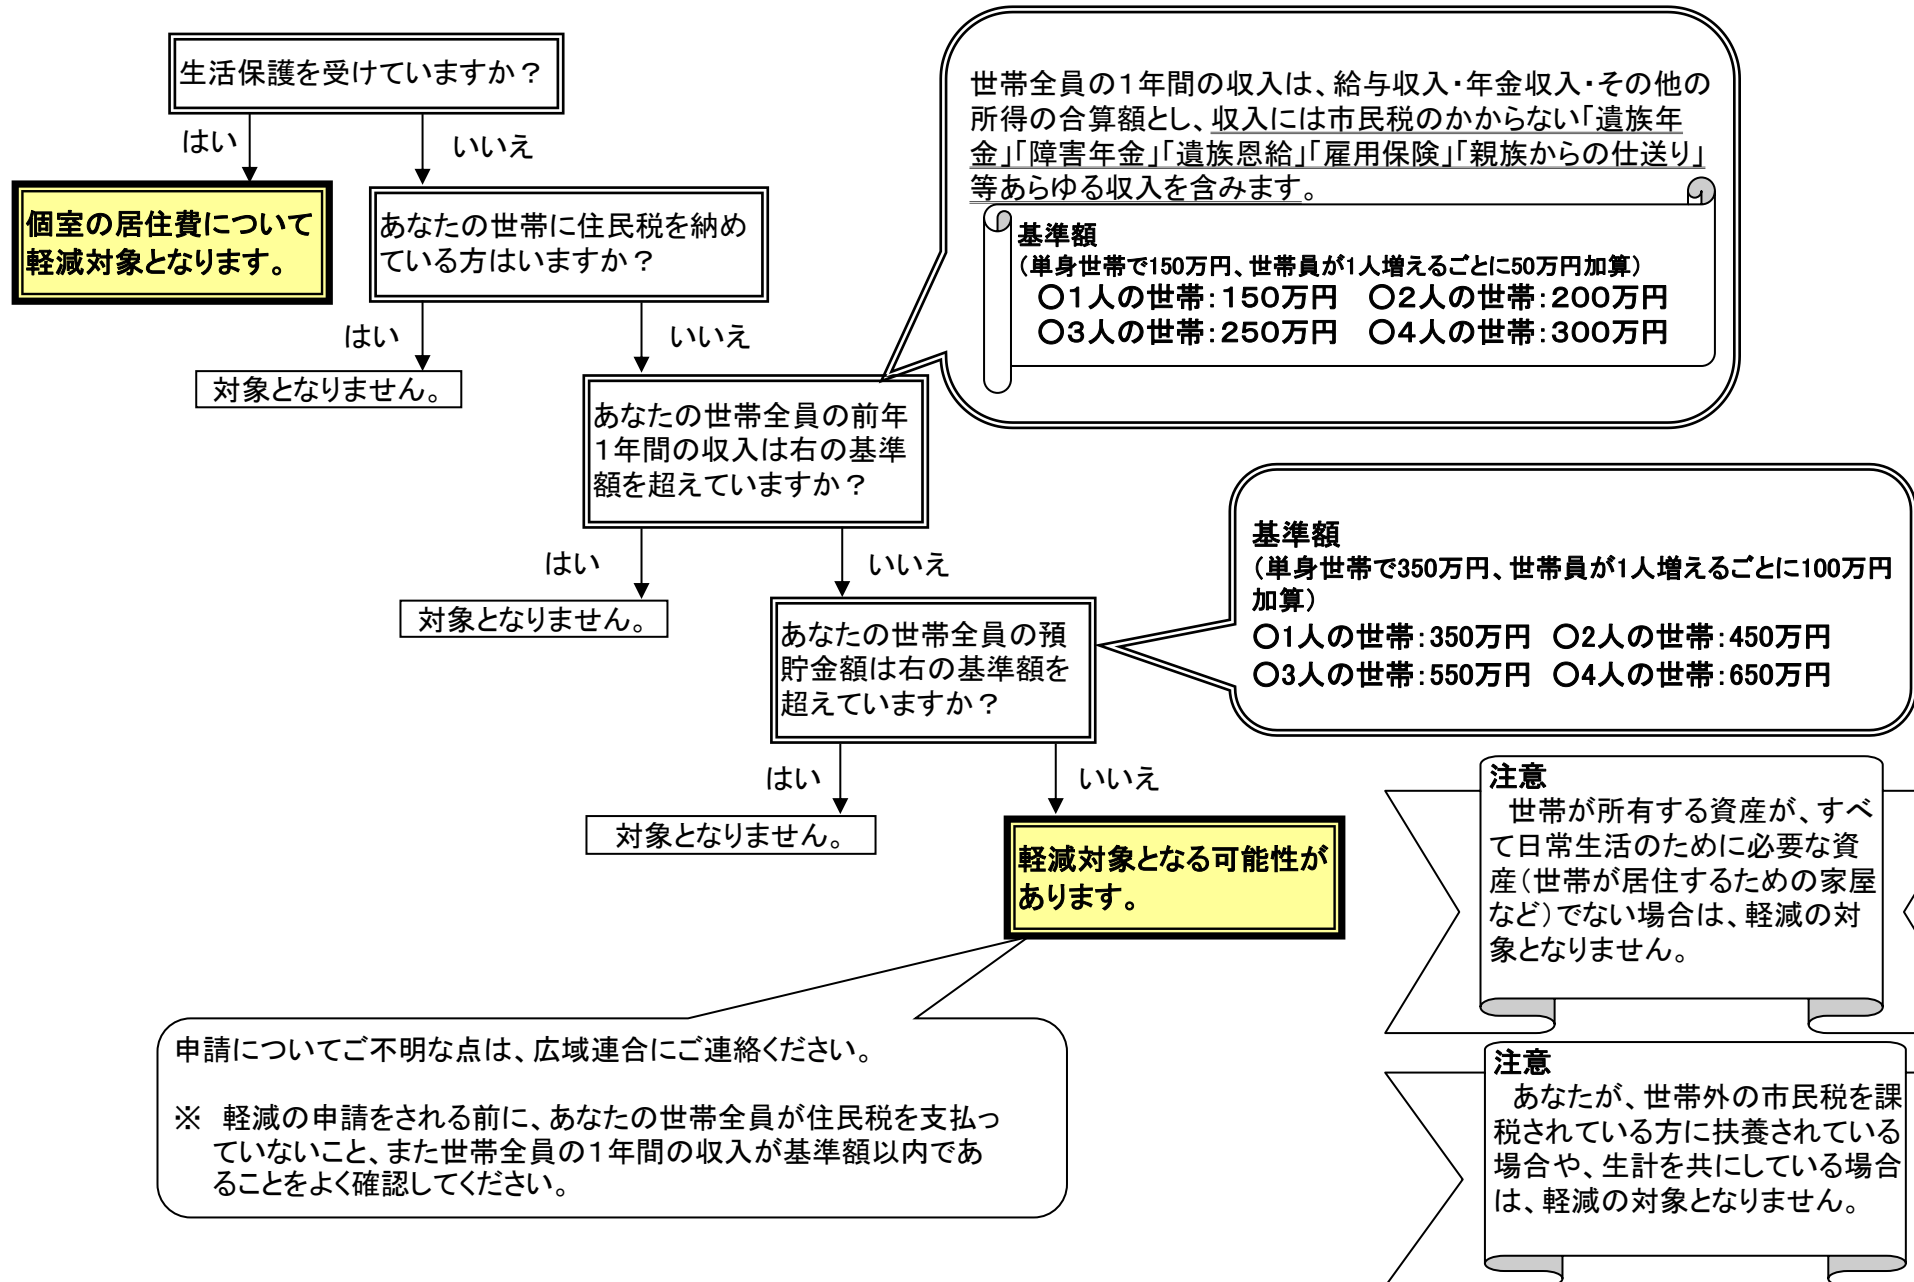 生活保護を受けていますか？
はい
いいえ
個室の居住費について
軽減対象となります。
あなたの世帯に住民税を納め
ている方はいますか？
はい
いいえ
対象となりません。
あなたの世帯全員の前年
１年間の収入は右の基準
額を超えていますか？
世帯全員の１年間の収入は、給与収入・年金収入・その他の
所得の合算額とし、収入には市民税のかからない「遺族年
金」「障害年金」「遺族恩給」「雇用保険」「親族からの仕送り」
等あらゆる収入を含みます。
基準額
（単身世帯で150万円、世帯員が1人増えるごとに50万円加算）
○１人の世帯：１５０万円　○２人の世帯：２００万円
○３人の世帯：２５０万円　○４人の世帯：３００万円
はい
いいえ
対象となりません。
あなたの世帯全員の預
貯金額は右の基準額を
超えていますか？
基準額
（単身世帯で350万円、世帯員が1人増えるごとに100万円
加算）
○1人の世帯：350万円　○2人の世帯：450万円
○3人の世帯：550万円　○4人の世帯：650万円
はい
いいえ
対象となりません。
軽減対象となる可能性が
あります。
注意
　世帯が所有する資産が、すべ
て日常生活のために必要な資
産（世帯が居住するための家屋
など）でない場合は、軽減の対
象となりません。
申請についてご不明な点は、広域連合にご連絡ください。
※　軽減の申請をされる前に、あなたの世帯全員が住民税を支払っ
ていないこと、また世帯全員の１年間の収入が基準額以内であ
ることをよく確認してください。
注意
　あなたが、世帯外の市民税を課
税されている方に扶養されている
場合や、生計を共にしている場合
は、軽減の対象となりません。